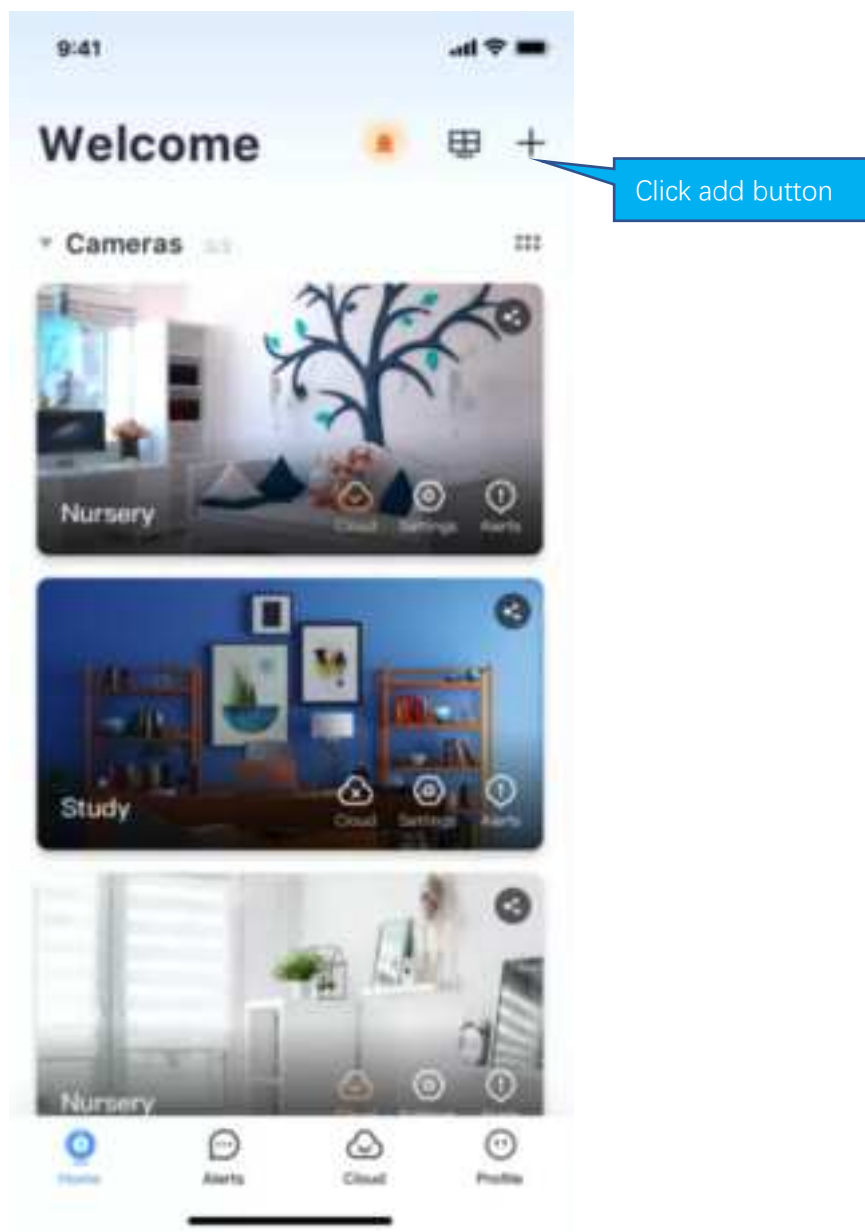 9:41
Welcome
Click add button
Cameras
Nursery
Cloud Settings Alerts
Study
Cloud Settings Alerts
Nursery
Home Alerts Cloud Profile